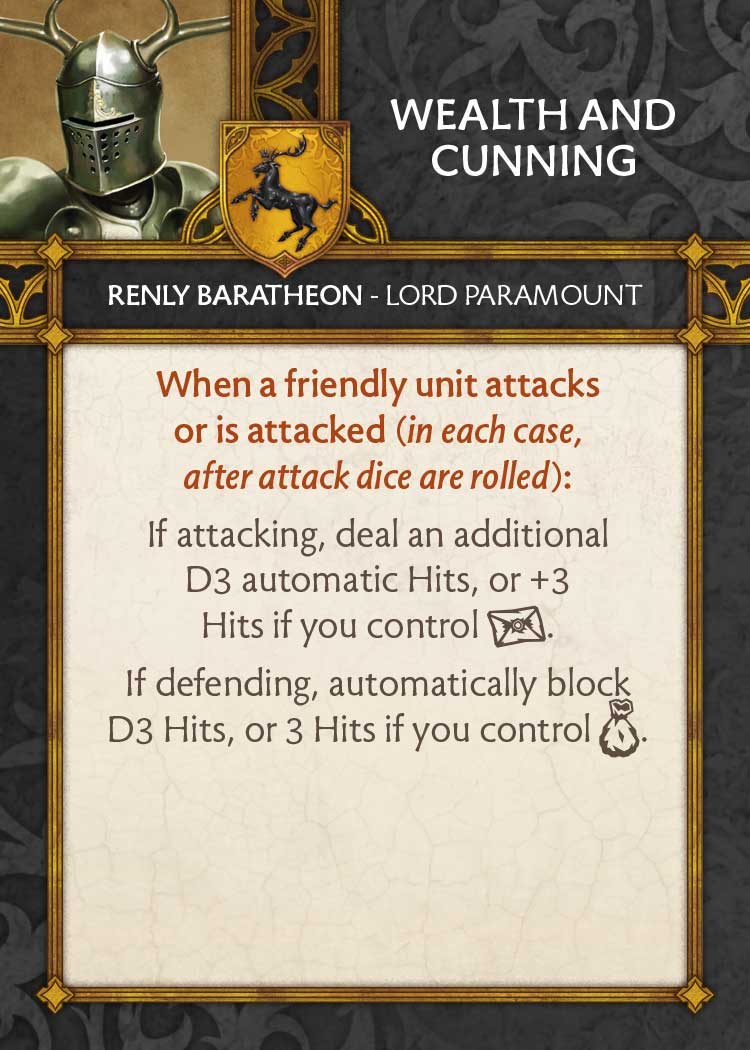 WEALTH AND
CUNNING
RENLY BARATHEON - LORD PARAMOUNT
When a friendly unit attacks
or is attacked (in each case,
after attack dice are rolled):
If attacking, deal an additional
D3 automatic Hits, or +3
Hits if you control .
If defending, automatically block
D3 Hits, or 3 Hits if you control .